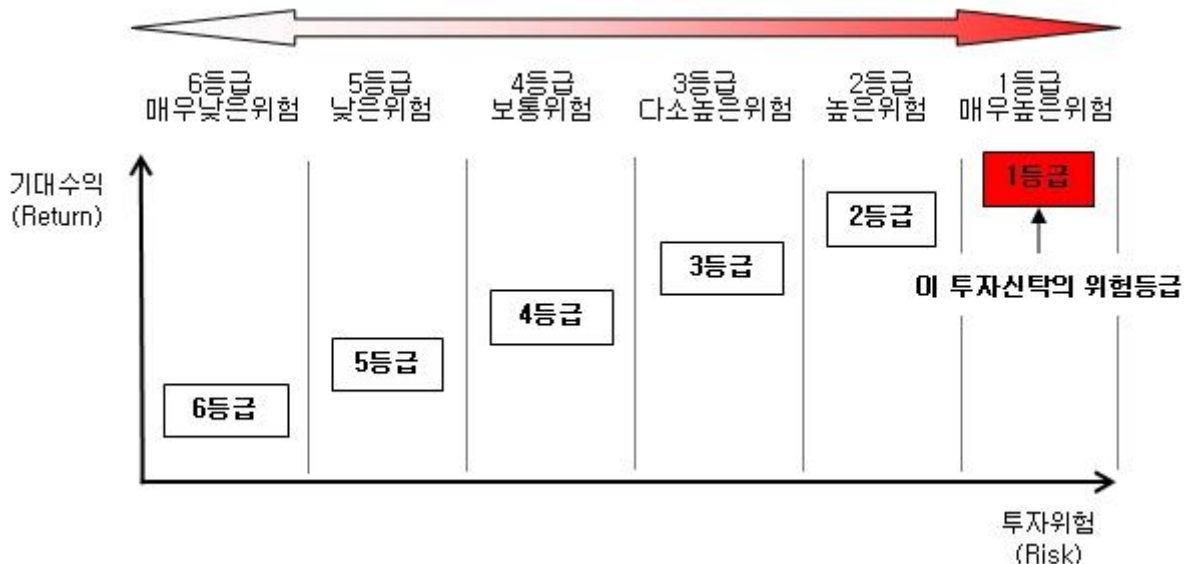 6등급 5등급 4등급 3등급 2등급 1등급
매우낮은위험 낮은위험 보통위험 다소높은위험 높은위험 매우높은위험
기대수익
(Return)
1등급
2등급
3등급
이 투자신탁의 위험등급
4등급
5등급
6등급
투자위험
(Risk)